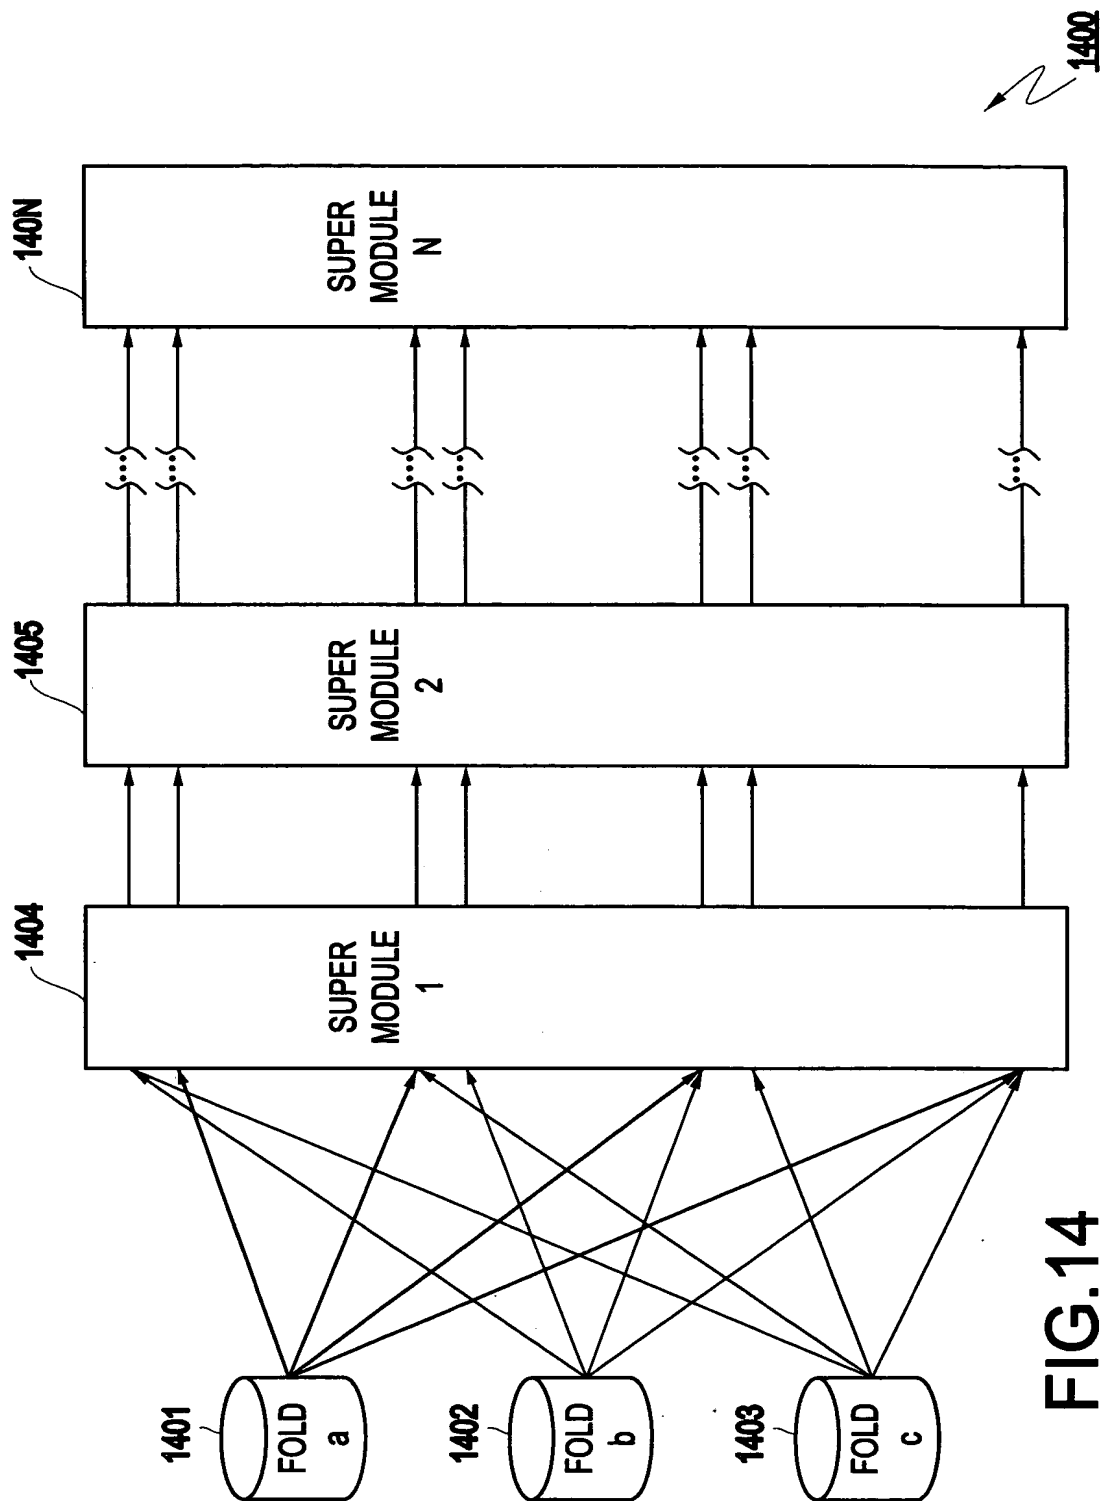 1400
140N
SUPER
MODULE
N
1405
SUPER
MODULE
2
1404
SUPER
MODULE
1
1401
FOLD
a
1402
FOLD
b
1403
FOLD
c
FIG.14